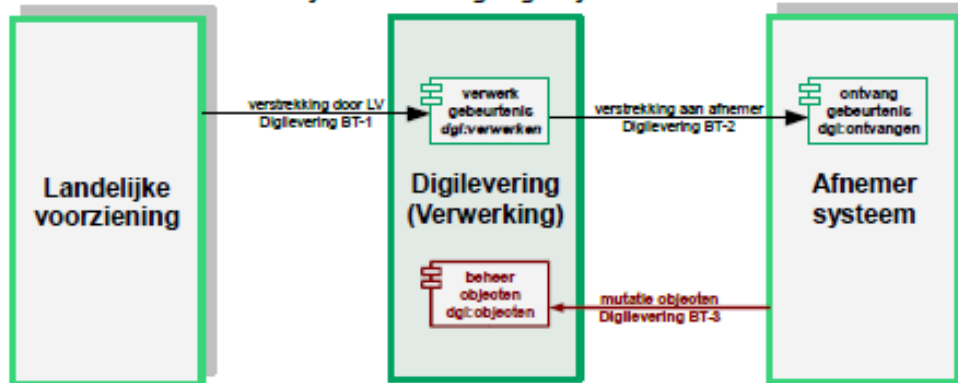 Landelijke
voorziening
verstrekking door LV
Digilevering BT-1
verwerk
gebeurtenis
dgl:verwerken
Digilevering
(Verwerking)
beheer
objecten
dgl:objecten
verstrekking aan afnemer
Digilevering BT-2
mutatie objecten
Digilevering BT-3
ontvang
gebeurtenis
dgl:ontvangen
Afnemer
systeem